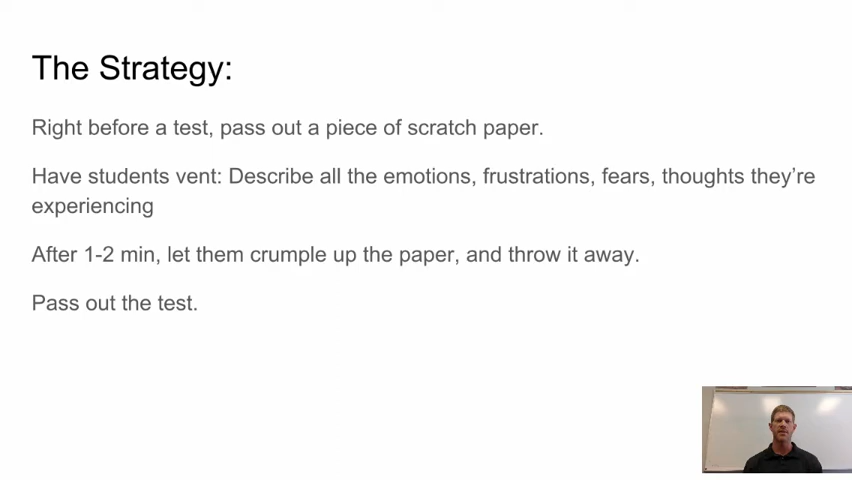 The Strategy:
Right before a test, pass out a piece of scratch paper.
Have students vent: Describe all the emotions, frustrations, fears, thoughts they’re
experiencing
After 1-2 min, let them crumple up the paper, and throw it away.
Pass out the test.